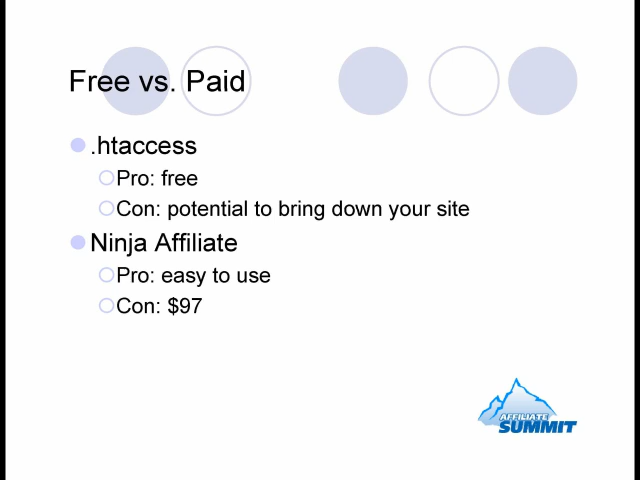 Free vs. Paid
.htaccess
Pro: free
Con: potential to bring down your site
Ninja Affiliate
Pro: easy to use
Con: $97
AFFILIATE
SUMMIT